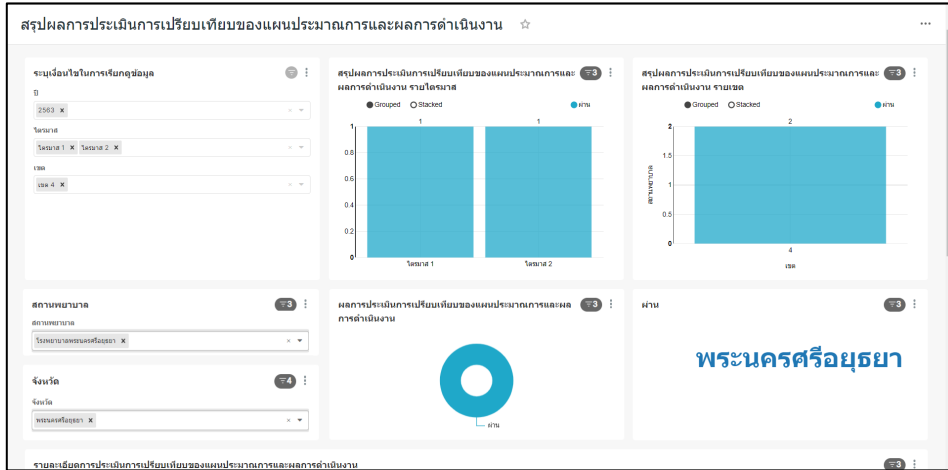 สรุปผลการประเมินการเปรียบเทียบของแผนประมาณการและผลการดำเนินงาน
ระบุเงื่อนไขในการเรียกดูข้อมูล
ปี
2563 x
ไตรมาส
ไตรมาส 1 x ไตรมาส 2 x
เขต
เขต 4 x
สรุปผลการประเมินการเปรียบเทียบของแผนประมาณการและ 3
ผลการดำเนินงาน รายไตรมาส
Grouped Stacked ผ่าน
1 1
1
0.8
0.6
0.4
0.2
0
ไตรมาส 1 ไตรมาส 2
สรุปผลการประเมินการเปรียบเทียบของแผนประมาณการและ 3
ผลการดำเนินงาน รายเขต
Grouped Stacked ผ่าน
2
2
1.5
1
0.5
0
สถานพยาบาล
4
เขต
สถานพยาบาล 3
สถานพยาบาล
โรงพยาบาลพระนครศรีอยุธยา x
จังหวัด 4
จังหวัด
พระนครศรีอยุธยา x
ผลการประเมินการเปรียบเทียบของแผนประมาณการและผล 3
การดำเนินงาน
ผ่าน
ผ่าน 3
พระนครศรีอยุธยา
รายละเอียดการประเมินการเปรียบเทียบของแผนประมาณการและผลการดำเนินงาน 3